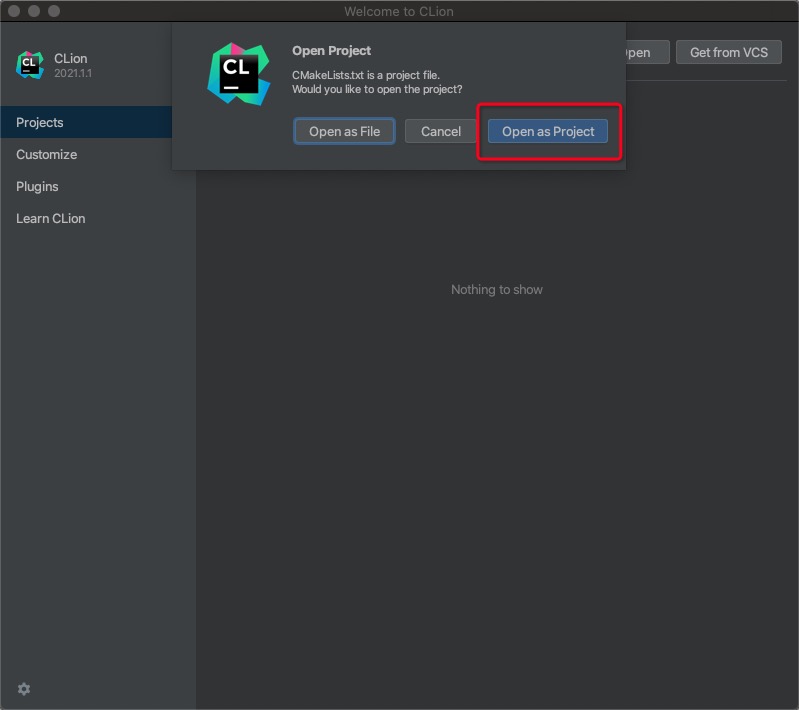 Welcome to CLion
CL
CLion
2021.1.1
Projects
Customize
Plugins
Learn CLion
CL
Open Project
CMakeLists.txt is a project file.
Would you like to open the project?
Open as File
Cancel
Open as Project
Get from VCS
Nothing to show